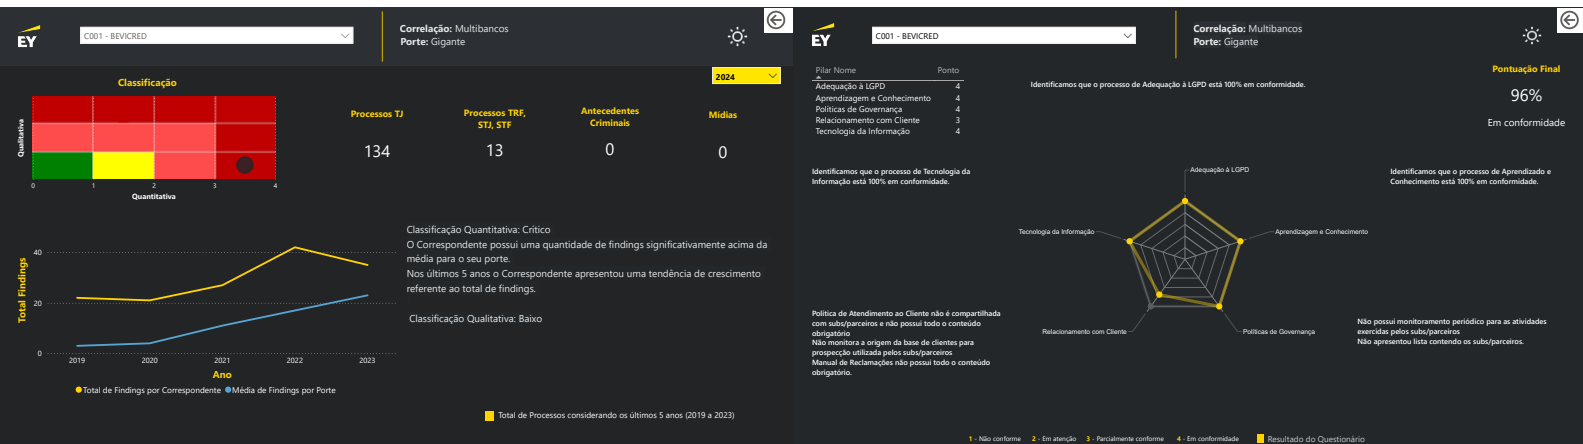 EY
C001 - BEVICRED
Correlação: Multibancos
Porte: Gigante
2024
Classificação
Qualitativa
0 1 2 3 4
Quantitativa
Processos TJ
134
Processos TRF,
STJ, STF
13
Antecedentes
Criminais
0
Mídias
0
Total Findings
40
20
0
2019 2020 2021 2022 2023
Ano
Total de Findings por Correspondente Média de Findings por Porte
Classificação Quantitativa: Crítico
O Correspondente possui uma quantidade de findings significativamente acima da
média para o seu porte.
Nos últimos 5 anos o Correspondente apresentou uma tendência de crescimento
referente ao total de findings.
Classificação Qualitativa: Baixo
Total de Processos considerando os últimos 5 anos (2019 a 2023)
EY
C001 - BEVICRED
Correlação: Multibancos
Porte: Gigante
Pilar Nome Ponto
Adequação à LGPD 4
Aprendizagem e Conhecimento 4
Políticas de Governança 4
Relacionamento com Cliente 3
Tecnologia da Informação 4
Identificamos que o processo de Adequação à LGPD está 100% em conformidade.
Pontuação Final
96%
Em conformidade
Identificamos que o processo de Tecnologia da
Informação está 100% em conformidade.
Identificamos que o processo de Aprendizado e
Conhecimento está 100% em conformidade.
Adequação à LGPD
Tecnologia da Informação
Aprendizagem e Conhecimento
Relacionamento com Cliente
Políticas de Governança
Política de Atendimento ao Cliente não é compartilhada
com subs/parceiros e não possui todo o conteúdo
obrigatório
Não monitora a origem da base de clientes para
prospecção utilizada pelos subs/parceiros
Manual de Reclamações não possui todo o conteúdo
obrigatório.
Não possui monitoramento periódico para as atividades
exercidas pelos subs/parceiros
Não apresentou lista contendo os subs/parceiros.
1 - Não conforme 2 - Em atenção 3 - Parcialmente conforme 4 - Em conformidade Resultado do Questionário